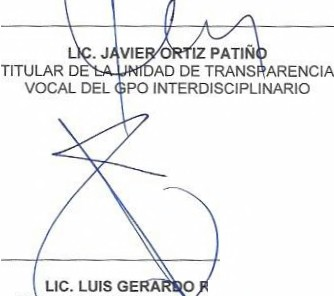 LIC. JAVIER ORTIZ PATIÑO
TITULAR DE LA UNIDAD DE TRANSPARENCIA
VOCAL DEL GPO INTERDISCIPLINARIO
LIC. LUIS GERARDO